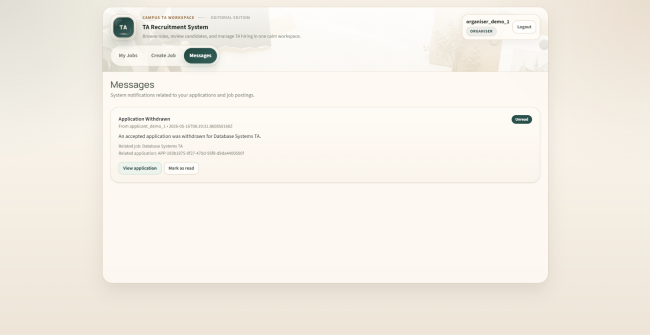 TA
CAMPUS TA WORKSPACE
EDITORIAL EDITION
TA Recruitment System
Browse roles, review candidates, and manage TA hiring in one calm workspace.
organiser_demo_1
ORGANISER
Logout
My Jobs
Create Job
Messages
Messages
System notifications related to your applications and job postings.
Application Withdrawn
Unread
From applicant_demo_1
An accepted application was withdrawn for Database Systems TA.
Related job: Database Systems TA
Related application:
View application
Mark as read